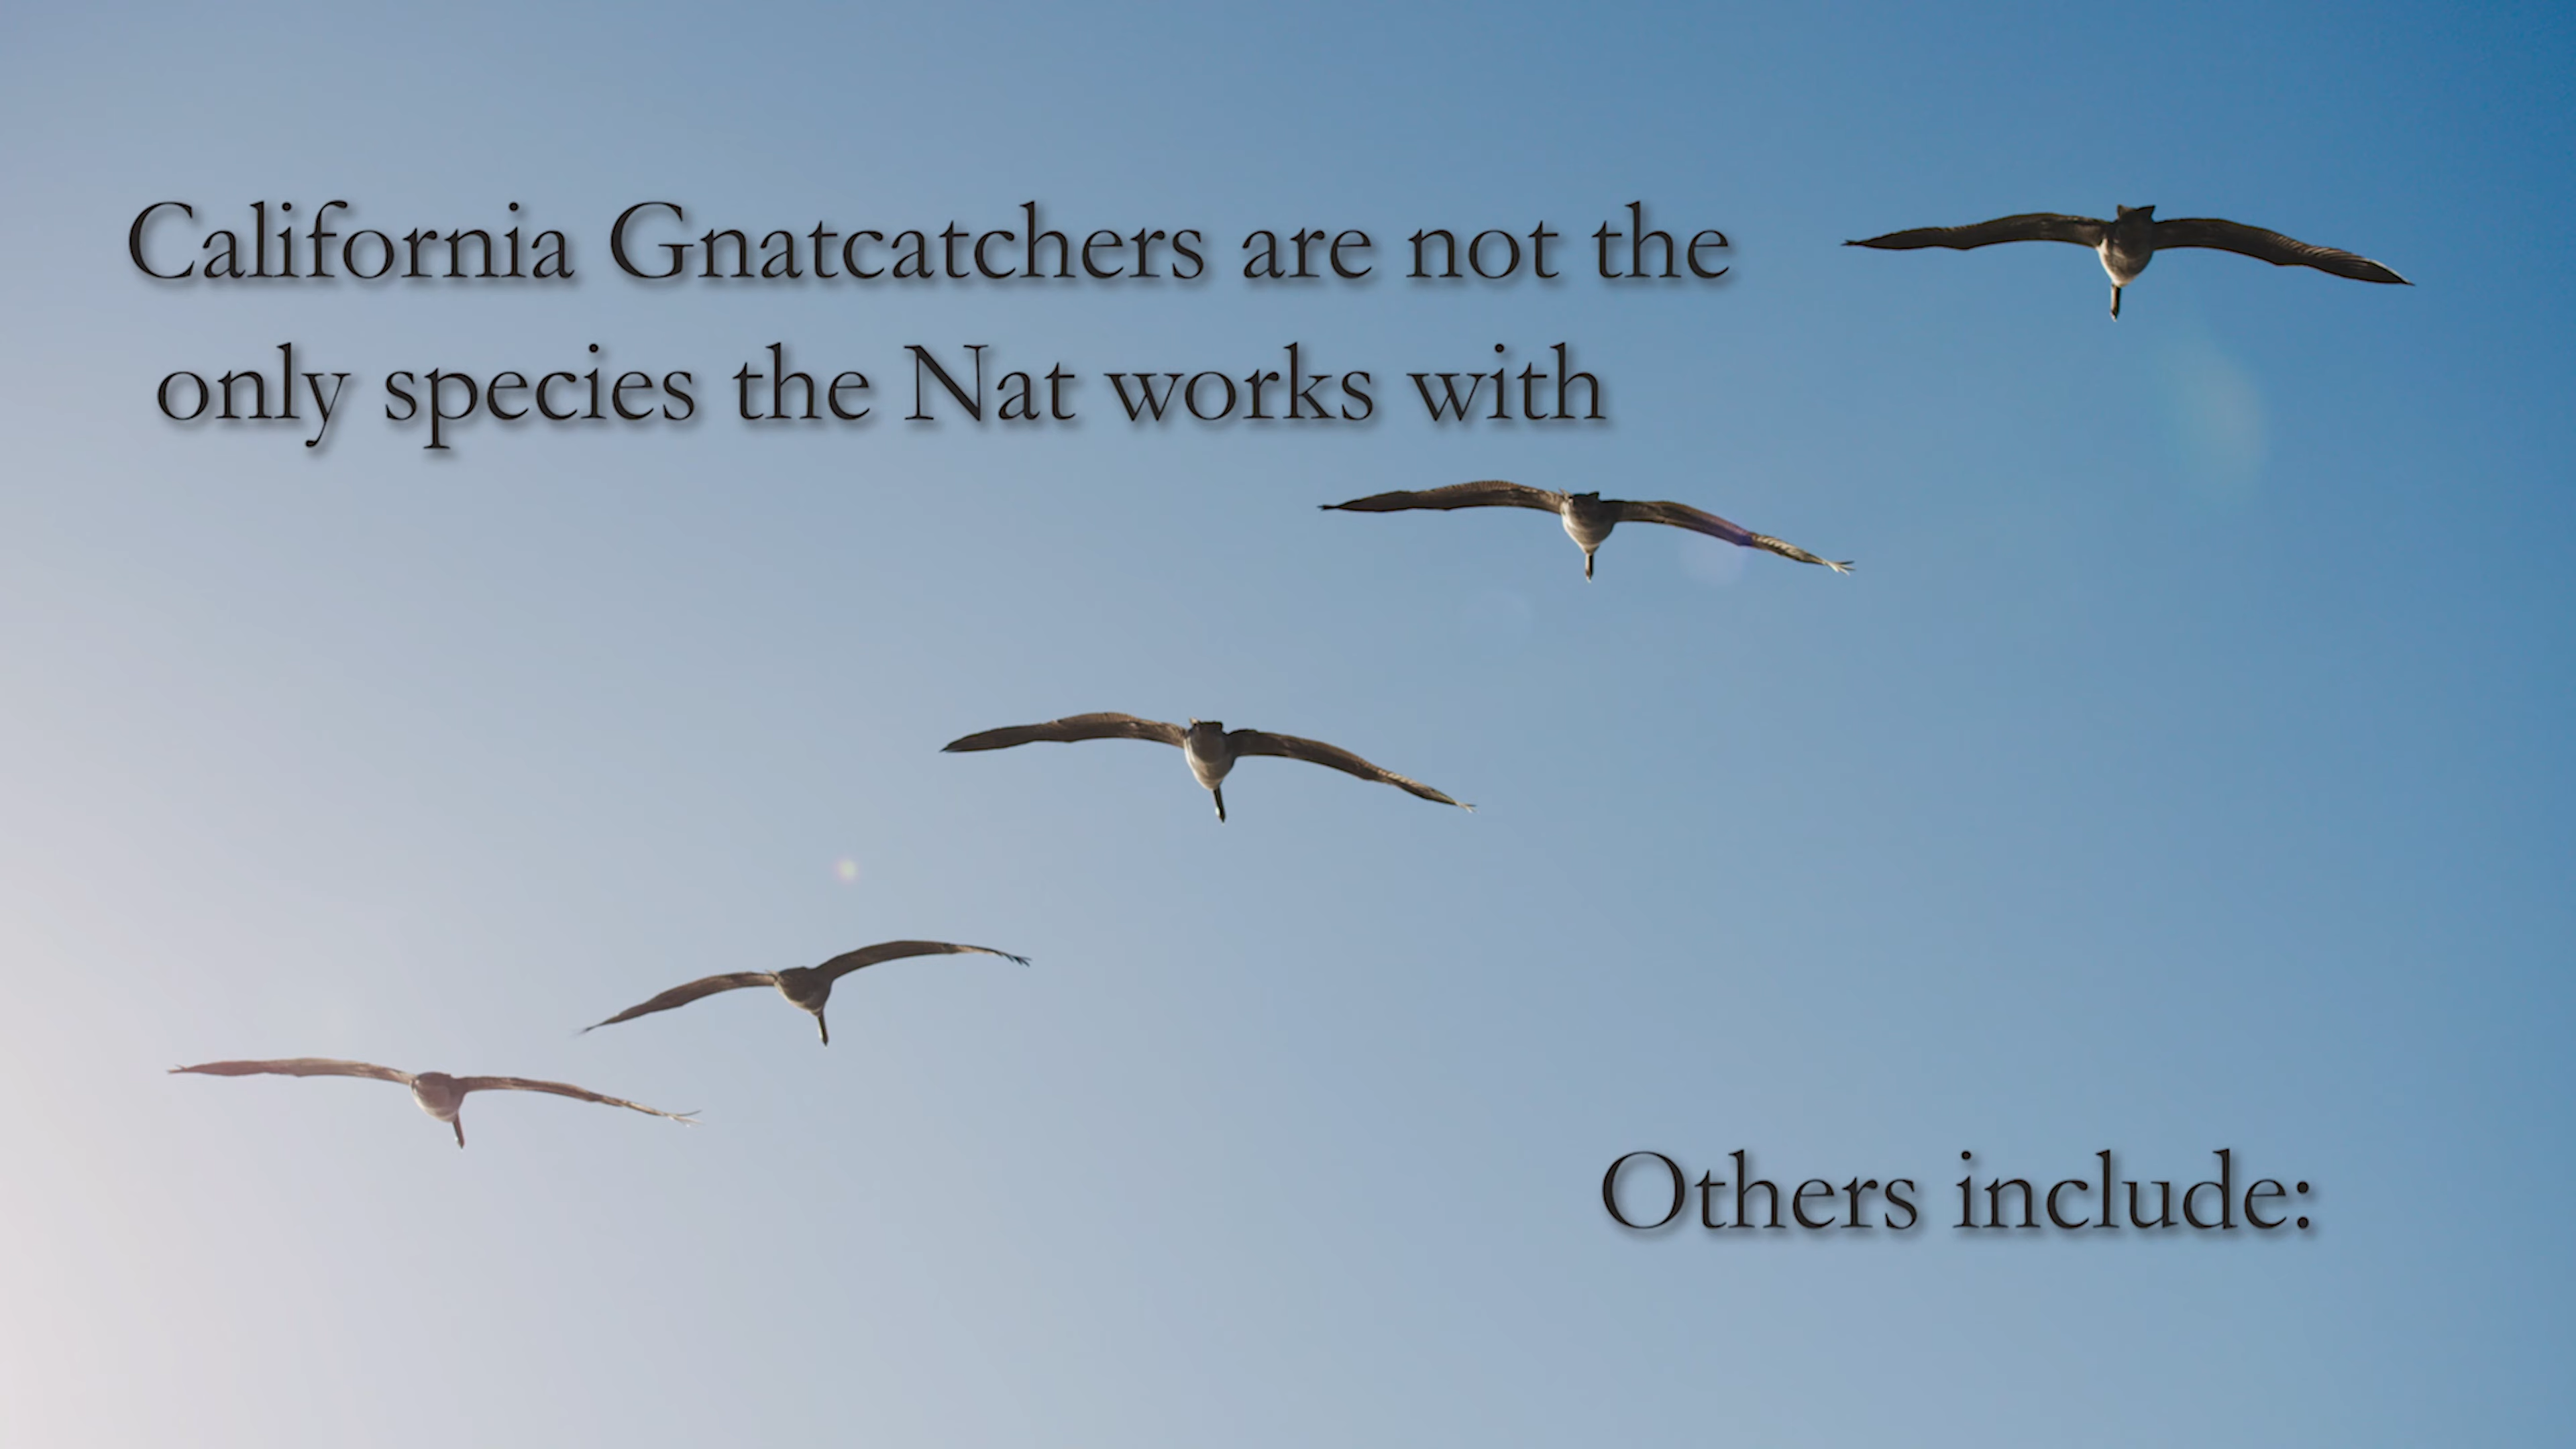 California Gnatcatchers are not the
only species the Nat works with
Others include: